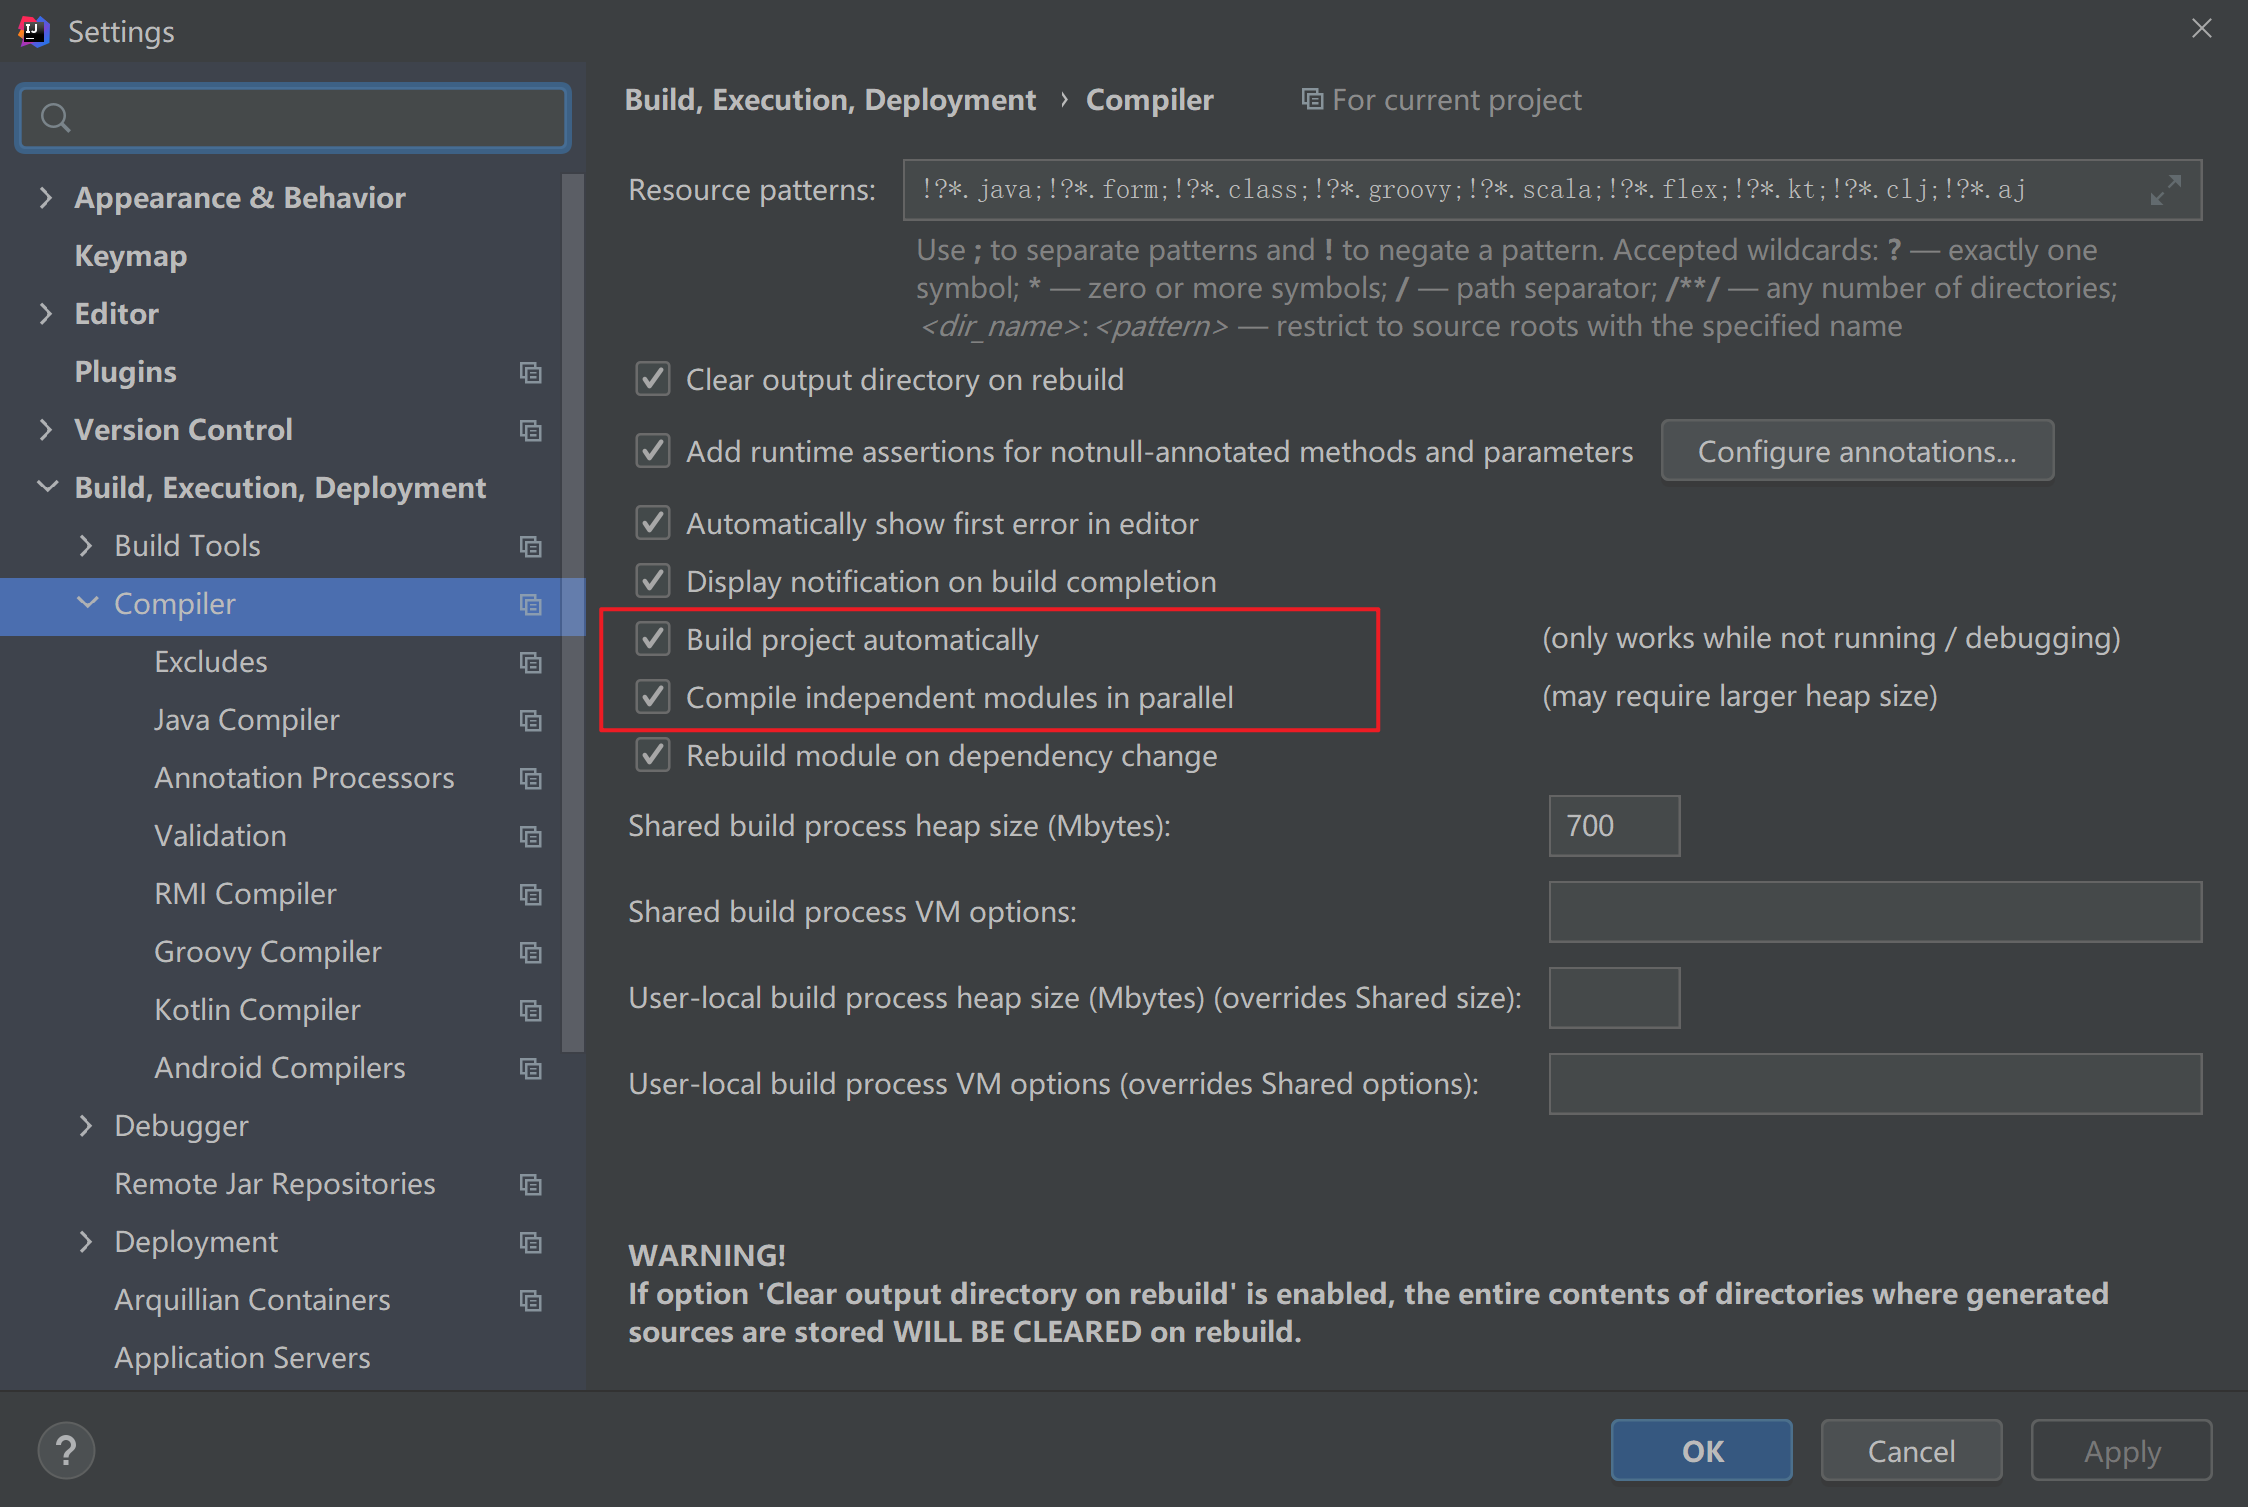 Settings
Build, Execution, Deployment › Compiler For current project
Appearance & Behavior
Keymap
Editor
Plugins
Version Control
Build, Execution, Deployment
Build Tools
Compiler
Excludes
Java Compiler
Annotation Processors
Validation
RMI Compiler
Groovy Compiler
Kotlin Compiler
Android Compilers
Debugger
Remote Jar Repositories
Deployment
Arquillian Containers
Application Servers
Resource patterns: !?*.java;!?*.form;!?*.class;!?*.groovy;!?*.scala;!?*.flex;!?*.kt;!?*.clj;!?*.aj
Use ; to separate patterns and ! to negate a pattern. Accepted wildcards: ? — exactly one
symbol; * — zero or more symbols; / — path separator; /**/ — any number of directories;
<dir_name>:<pattern> — restrict to source roots with the specified name
Clear output directory on rebuild
Add runtime assertions for notnull-annotated methods and parameters Configure annotations...
Automatically show first error in editor
Display notification on build completion
Build project automatically (only works while not running / debugging)
Compile independent modules in parallel (may require larger heap size)
Rebuild module on dependency change
Shared build process heap size (Mbytes): 700
Shared build process VM options:
User-local build process heap size (Mbytes) (overrides Shared size):
User-local build process VM options (overrides Shared options):
WARNING!
If option 'Clear output directory on rebuild' is enabled, the entire contents of directories where generated
sources are stored WILL BE CLEARED on rebuild.
? OK Cancel Apply